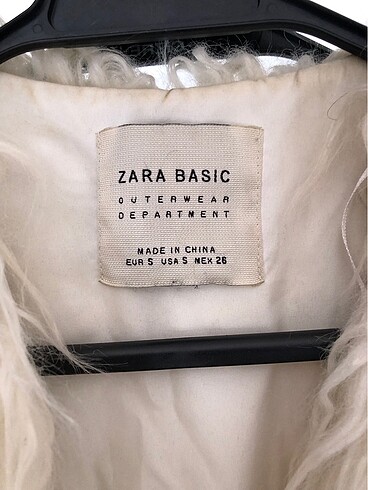 ZARA BASIC
OUTERWEAR
DEPARTMENT
MADE IN CHINA
EUR S USA S MEX 26